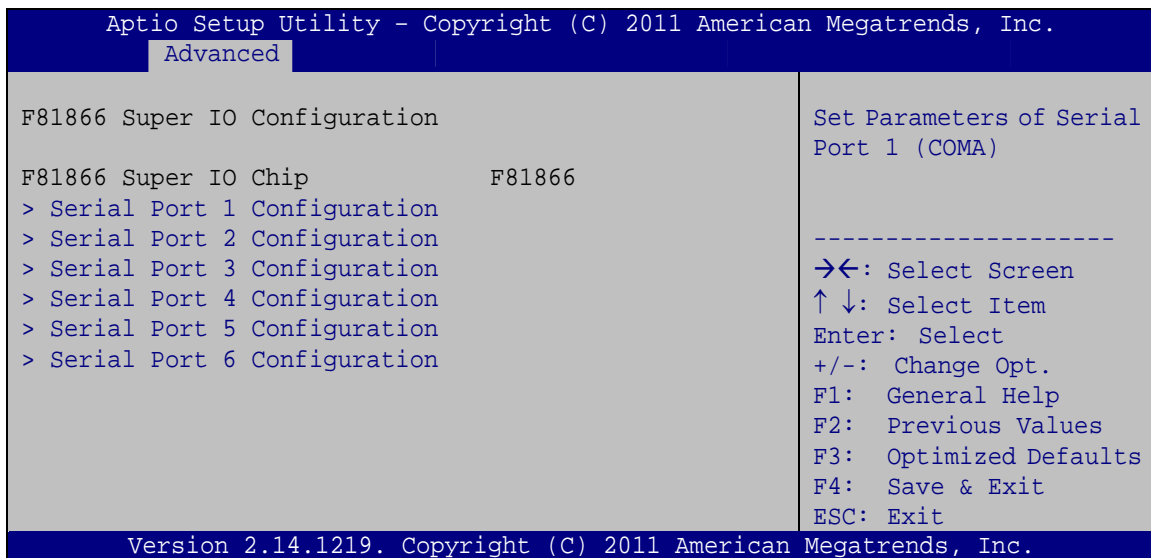 Aptio Setup Utility – Copyright (C) 2011 American Megatrends, Inc.
Advanced
F81866 Super IO Configuration
F81866 Super IO Chip F81866
> Serial Port 1 Configuration
> Serial Port 2 Configuration
> Serial Port 3 Configuration
> Serial Port 4 Configuration
> Serial Port 5 Configuration
> Serial Port 6 Configuration
Set Parameters of Serial
Port 1 (COMA)
---------------------
→←: Select Screen
↑ ↓: Select Item
Enter: Select
+/-: Change Opt.
F1: General Help
F2: Previous Values
F3: Optimized Defaults
F4: Save & Exit
ESC: Exit
Version 2.14.1219. Copyright (C) 2011 American Megatrends, Inc.